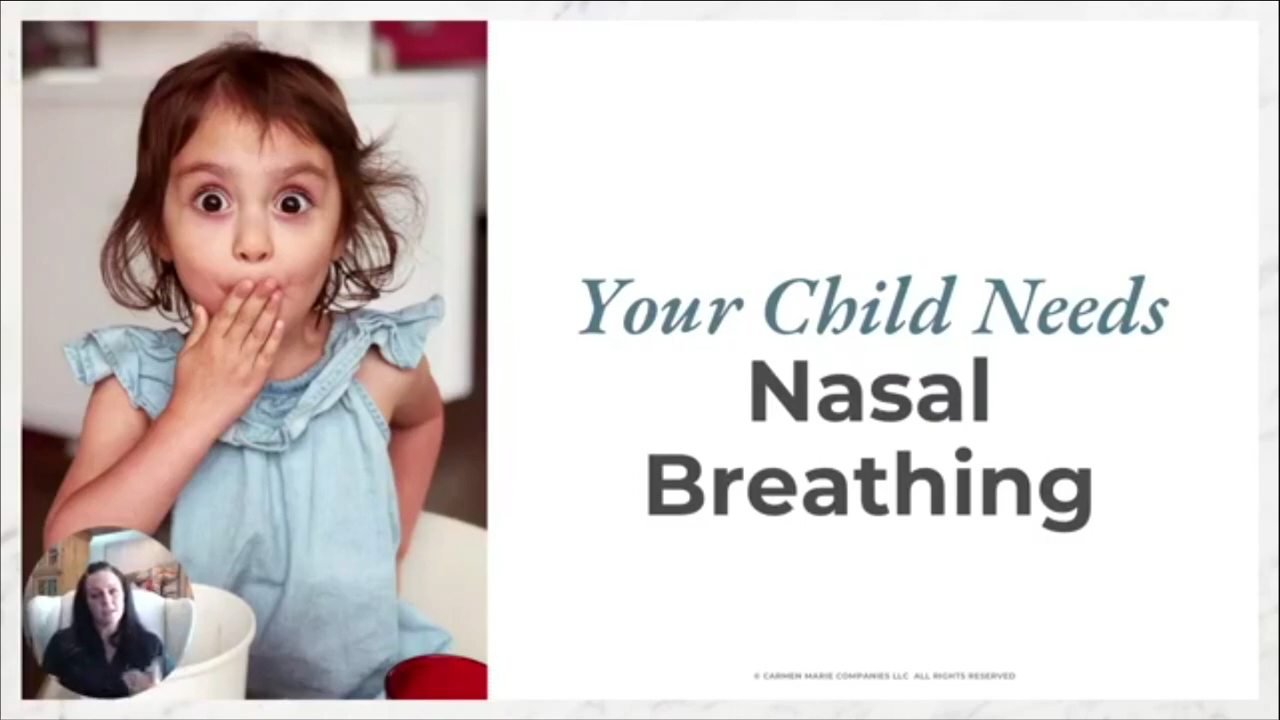 Your Child Needs
Nasal
Breathing
© CARMEN MARIE COMPANIES LLC ALL RIGHTS RESERVED